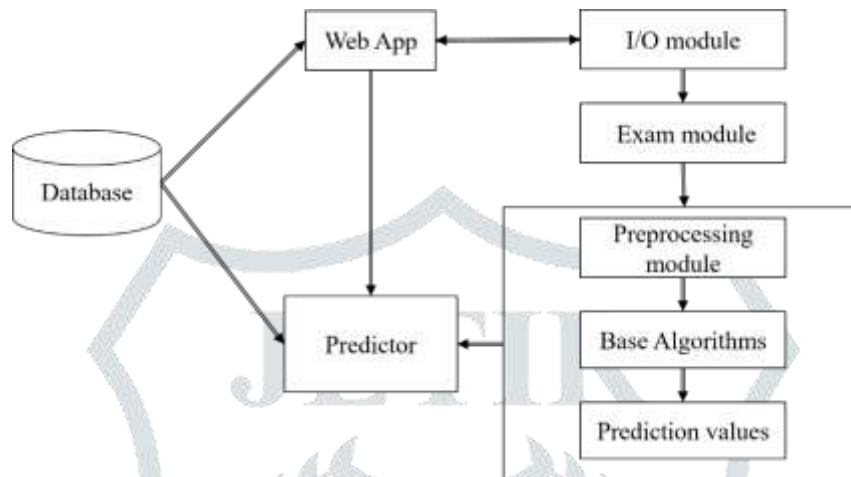 Web App
I/O module
Exam module
Database
Preprocessing
module
Predictor
Base Algorithms
Prediction values